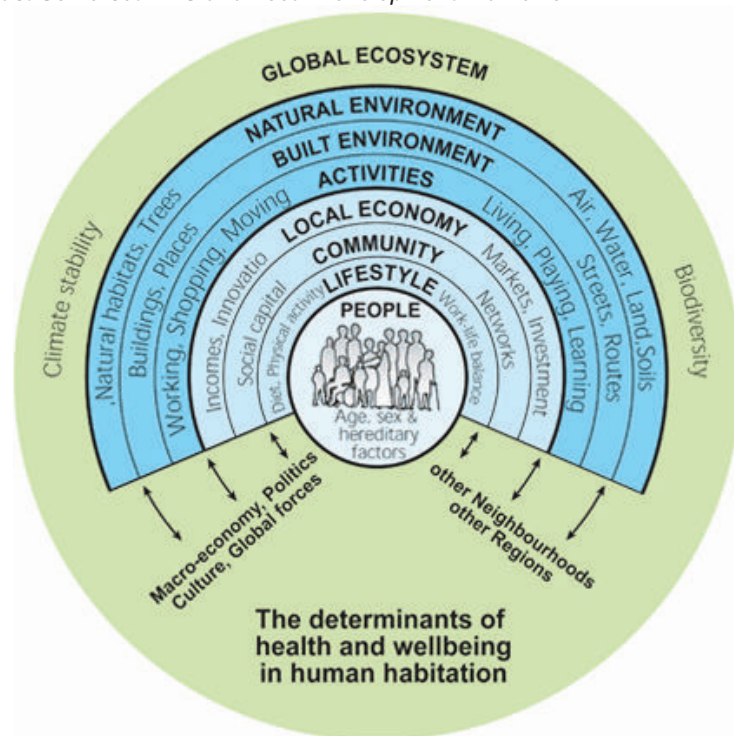 GLOBAL ECOSYSTEM
NATURAL ENVIRONMENT
BUILT ENVIRONMENT
ACTIVITIES
LOCAL ECONOMY
COMMUNITY
LIFESTYLE
PEOPLE
Age, sex &
hereditary
factors
Climate stability
Natural habitats, Trees
Buildings, Places
Working, Shopping, Moving
Incomes, Innovatio
Social capital
Diet, Physical activity
Work-life balance
Networks
Markets, Investment
Living, Playing, Learning
Streets, Routes
Air, Water, Land,Soils
Biodiversity
Macro-economy, Politics
Culture, Global forces
other Neighbourhoods
other Regions
The determinants of
health and wellbeing
in human habitation